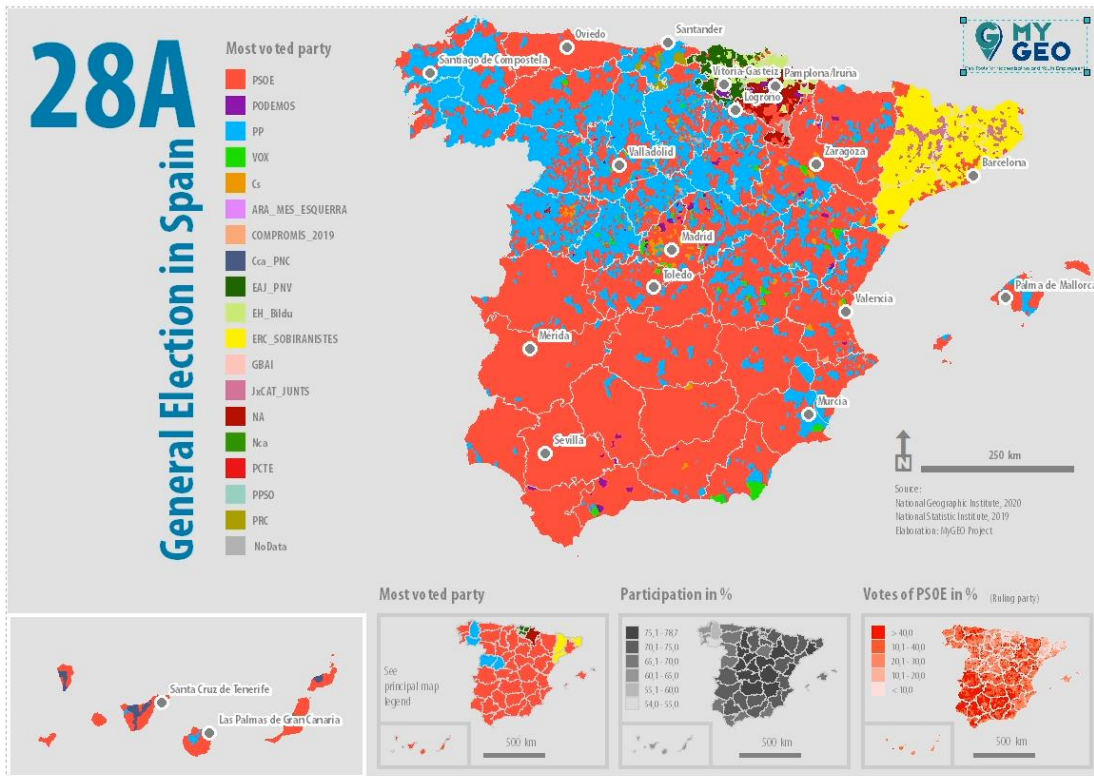 28A
General Election in Spain
Most voted party
PSOE
PODEMOS
PP
VOX
Cs
ARA_MES_ESQUERRA
COMPROMÍS_2019
Cca_PNC
EAJ_PNV
EH_Bildu
ERC_SOBIRANISTES
GBAI
JxCAT_JUNTS
NA
Nca
PCTE
PPSO
PRC
NoData
MY
GEO
Oviedo
Santander
Santiago de Compostela
Vitoria-Gasteiz
Pamplona/Iruña
Logroño
Valladolid
Zaragoza
Barcelona
Madrid
Toledo
Valencia
Palma de Mallorca
Mérida
Murcia
Sevilla
N
250 km
Source:
National Geographic Institute, 2020
National Statistic Institute, 2019
Elaboration: MyGEO Project
Santa Cruz de Tenerife
Las Palmas de Gran Canaria
Most voted party
See
principal map
legend
500 km
Participation in %
75,1 - 78,7
70,1 - 75,0
65,1 - 70,0
60,1 - 65,0
55,1 - 60,0
54,0 - 55,0
500 km
Votes of PSOE in % (Ruling party)
> 40,0
30,1 - 40,0
20,1 - 30,0
10,1 - 20,0
< 10,0
500 km